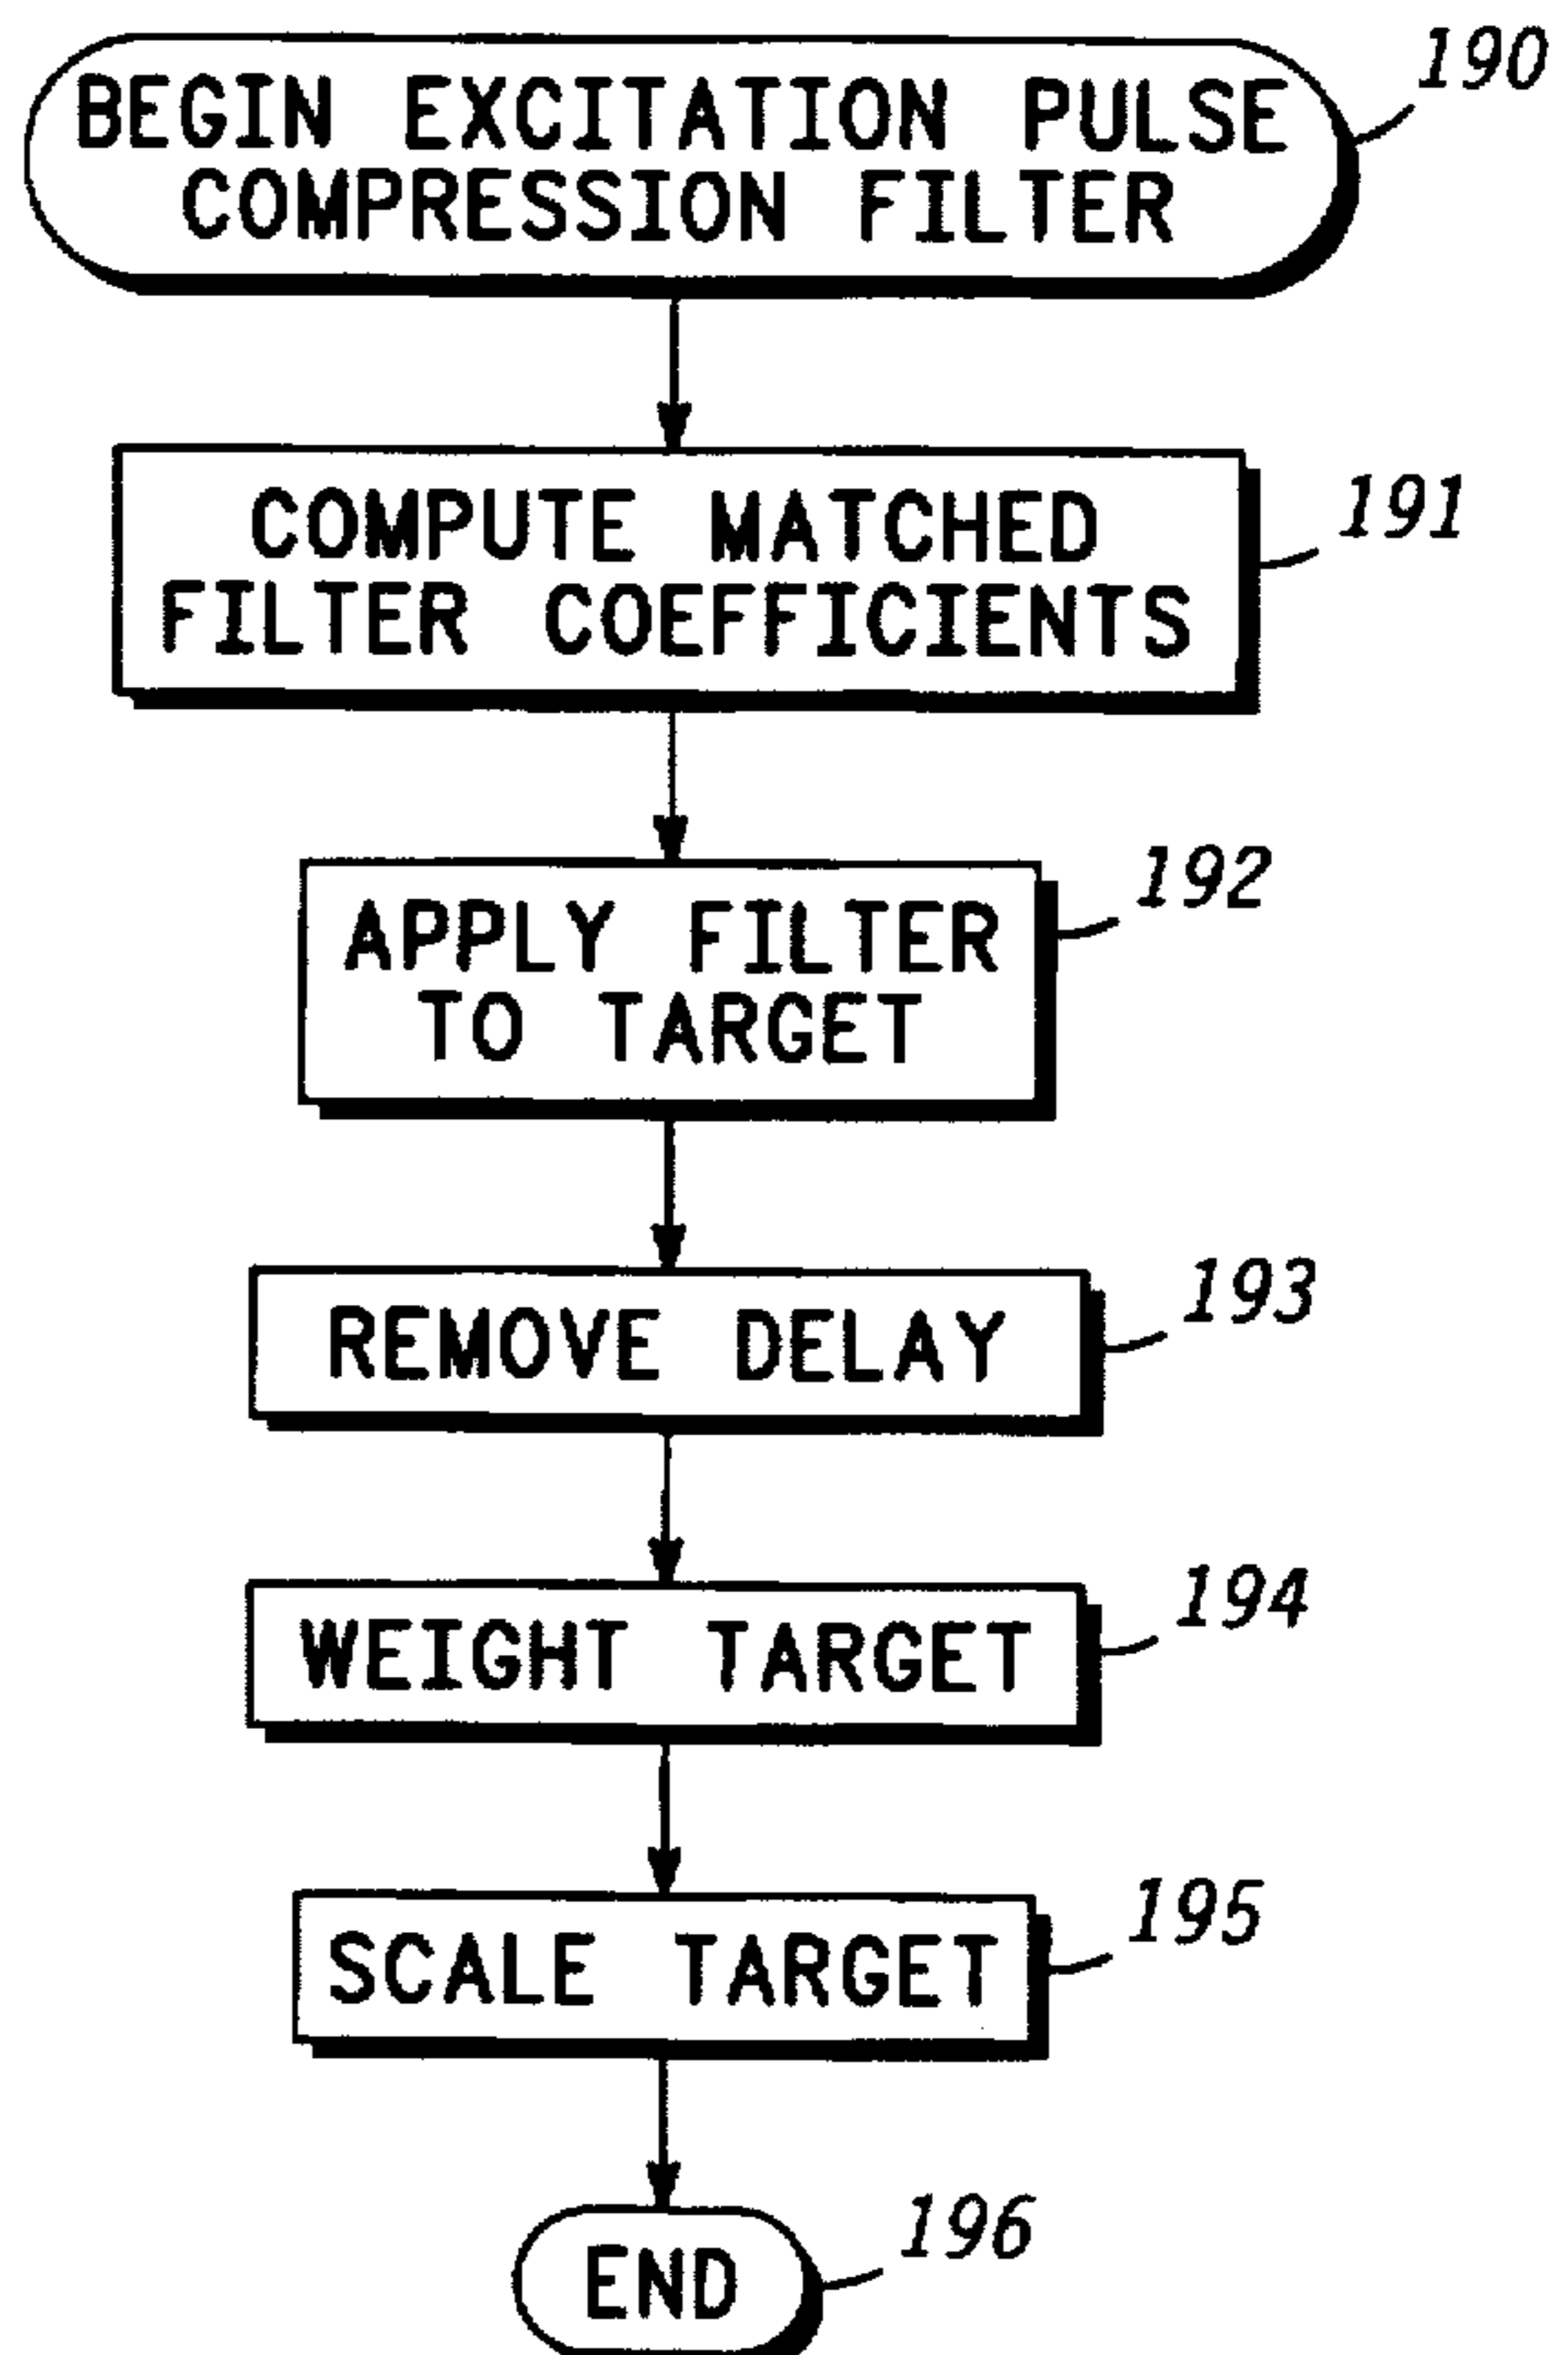 190
BEGIN EXCITATION PULSE
COMPRESSION FILTER
191
COMPUTE MATCHED
FILTER COEFFICIENTS
192
APPLY FILTER
TO TARGET
193
REMOVE DELAY
194
WEIGHT TARGET
195
SCALE TARGET
196
END